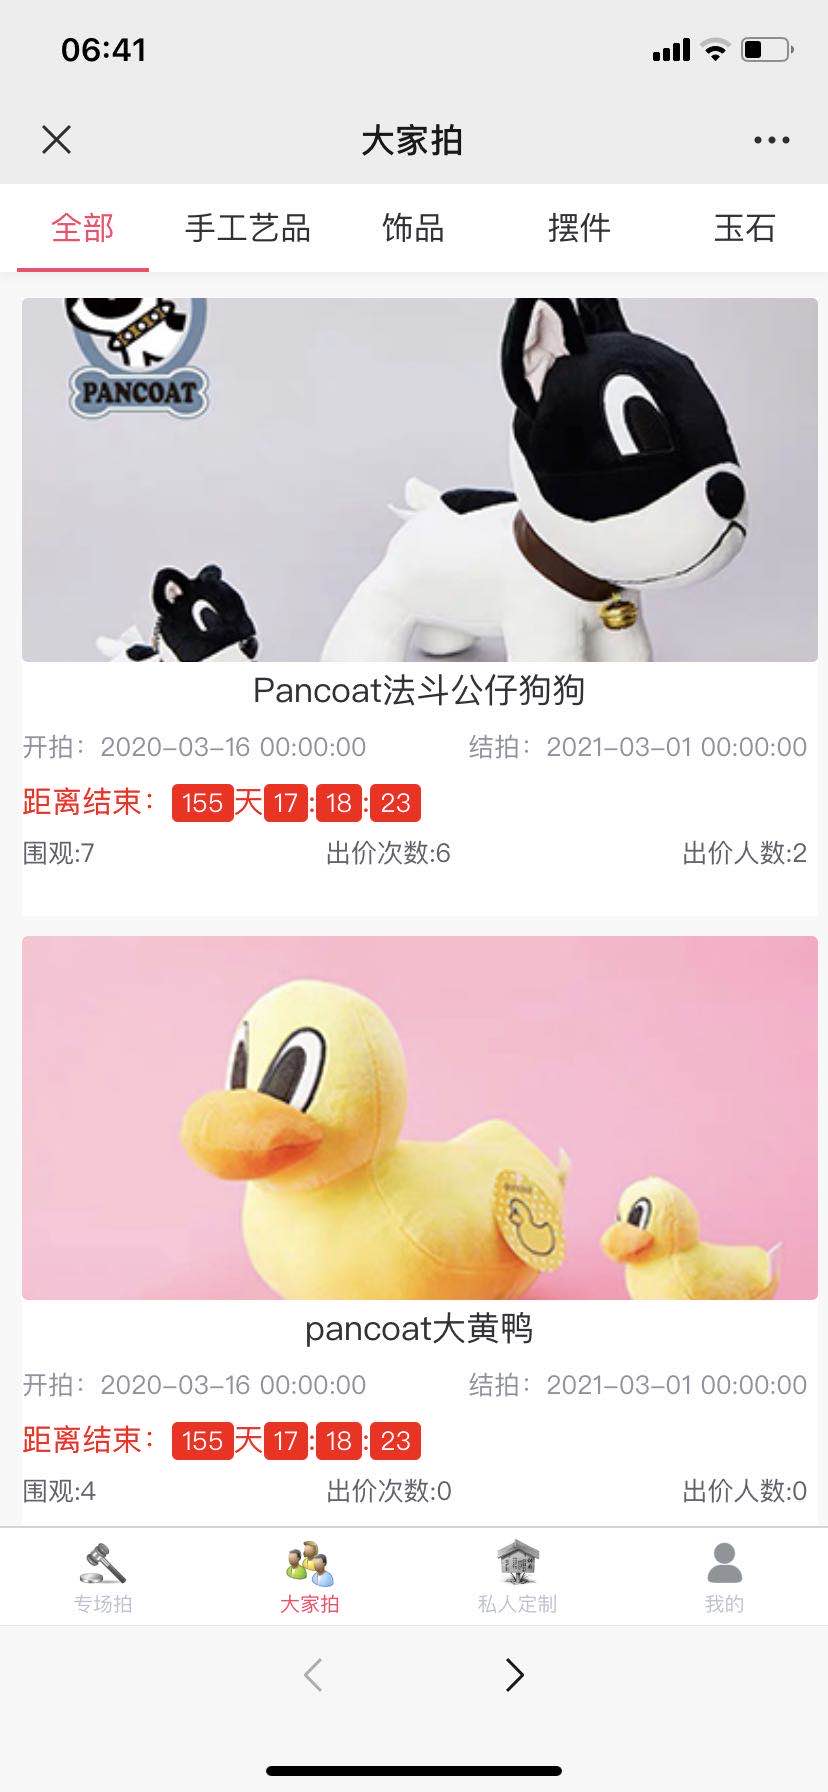 06:41
大家拍
全部 手工艺品 饰品 摆件 玉石
PANCOAT
Pancoat法斗公仔狗狗
开拍：2020-03-16 00:00:00 结拍：2021-03-01 00:00:00
距离结束：155天17:18:23
围观:7 出价次数:6 出价人数:2
pancoat大黄鸭
开拍：2020-03-16 00:00:00 结拍：2021-03-01 00:00:00
距离结束：155天17:18:23
围观:4 出价次数:0 出价人数:0
专场拍 大家拍 私人定制 我的